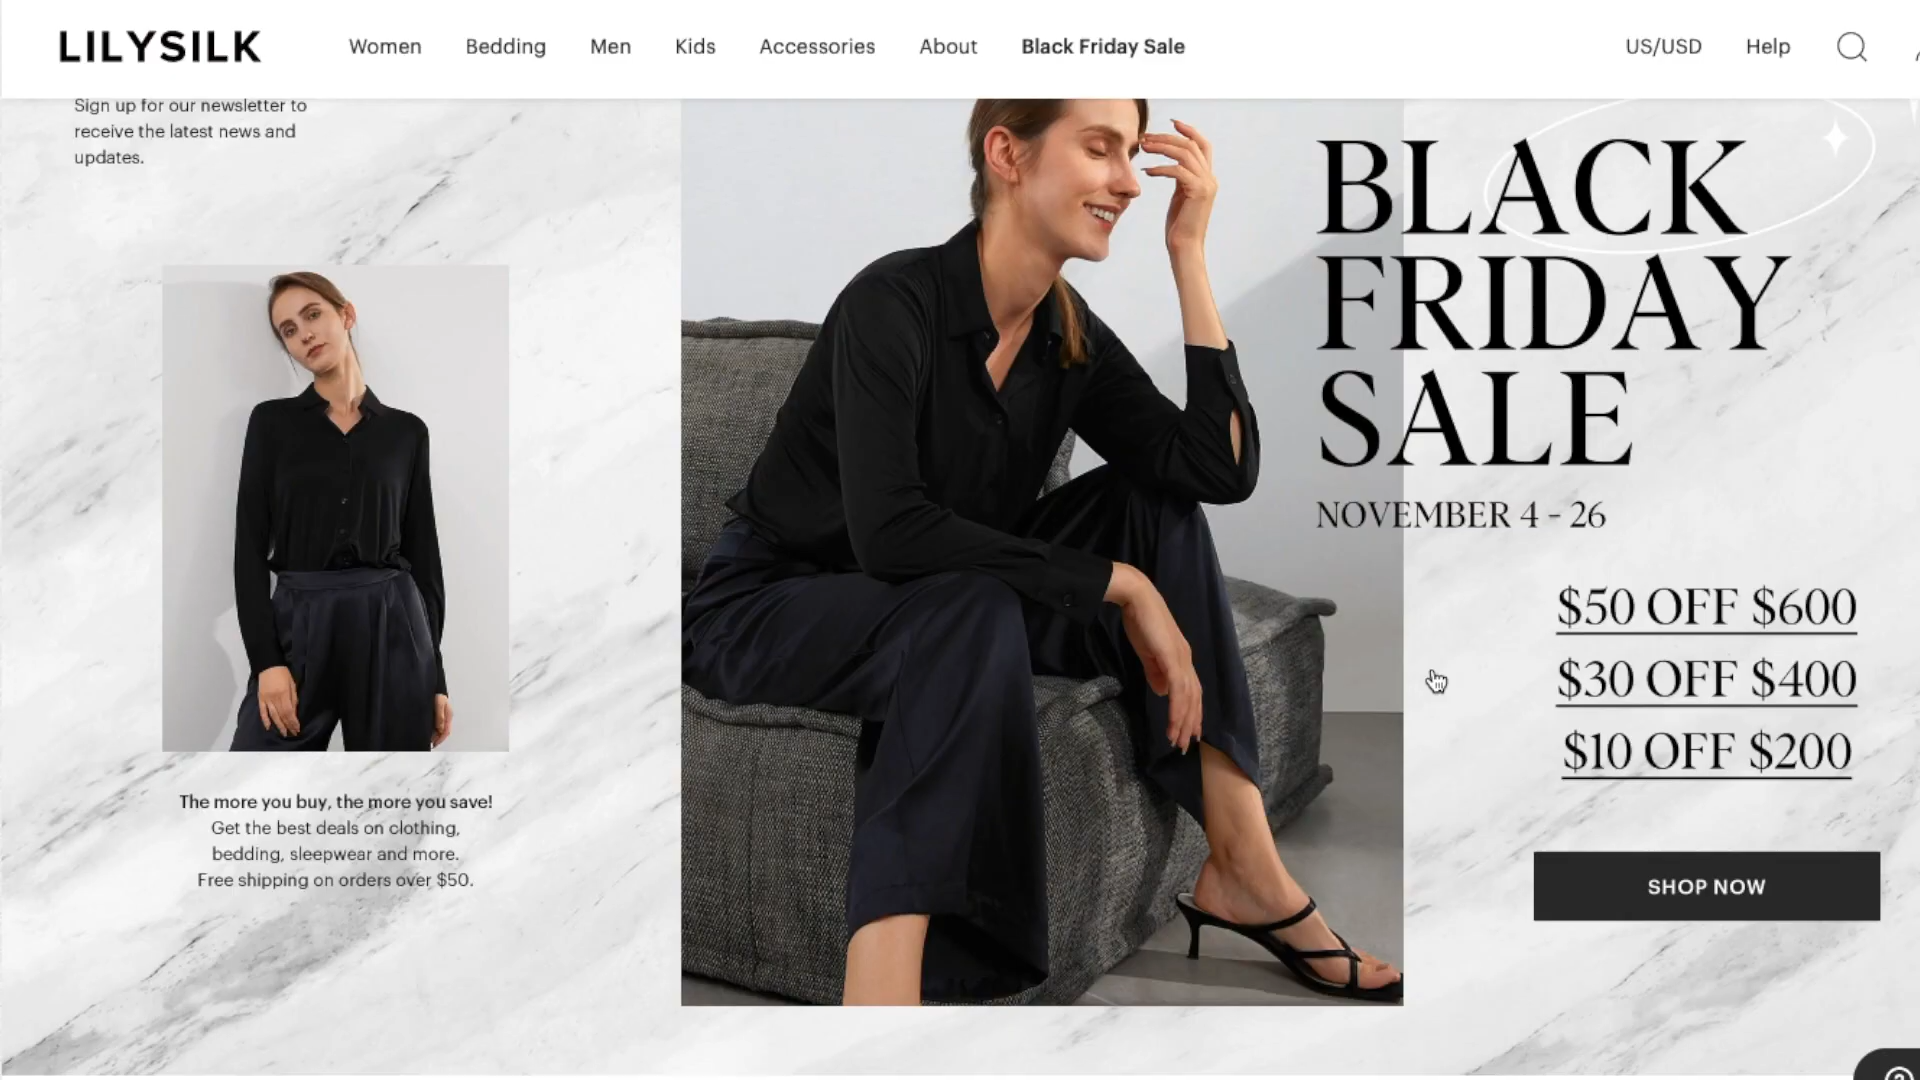 LILYSILK
Women
Bedding
Men
Kids
Accessories
About
Black Friday Sale
US/USD
Help
Sign up for our newsletter to
receive the latest news and
updates.
The more you buy, the more you save!
Get the best deals on clothing,
bedding, sleepwear and more.
Free shipping on orders over $50.
BLACK
FRIDAY
SALE
NOVEMBER 4 - 26
$50 OFF $600
$30 OFF $400
$10 OFF $200
SHOP NOW